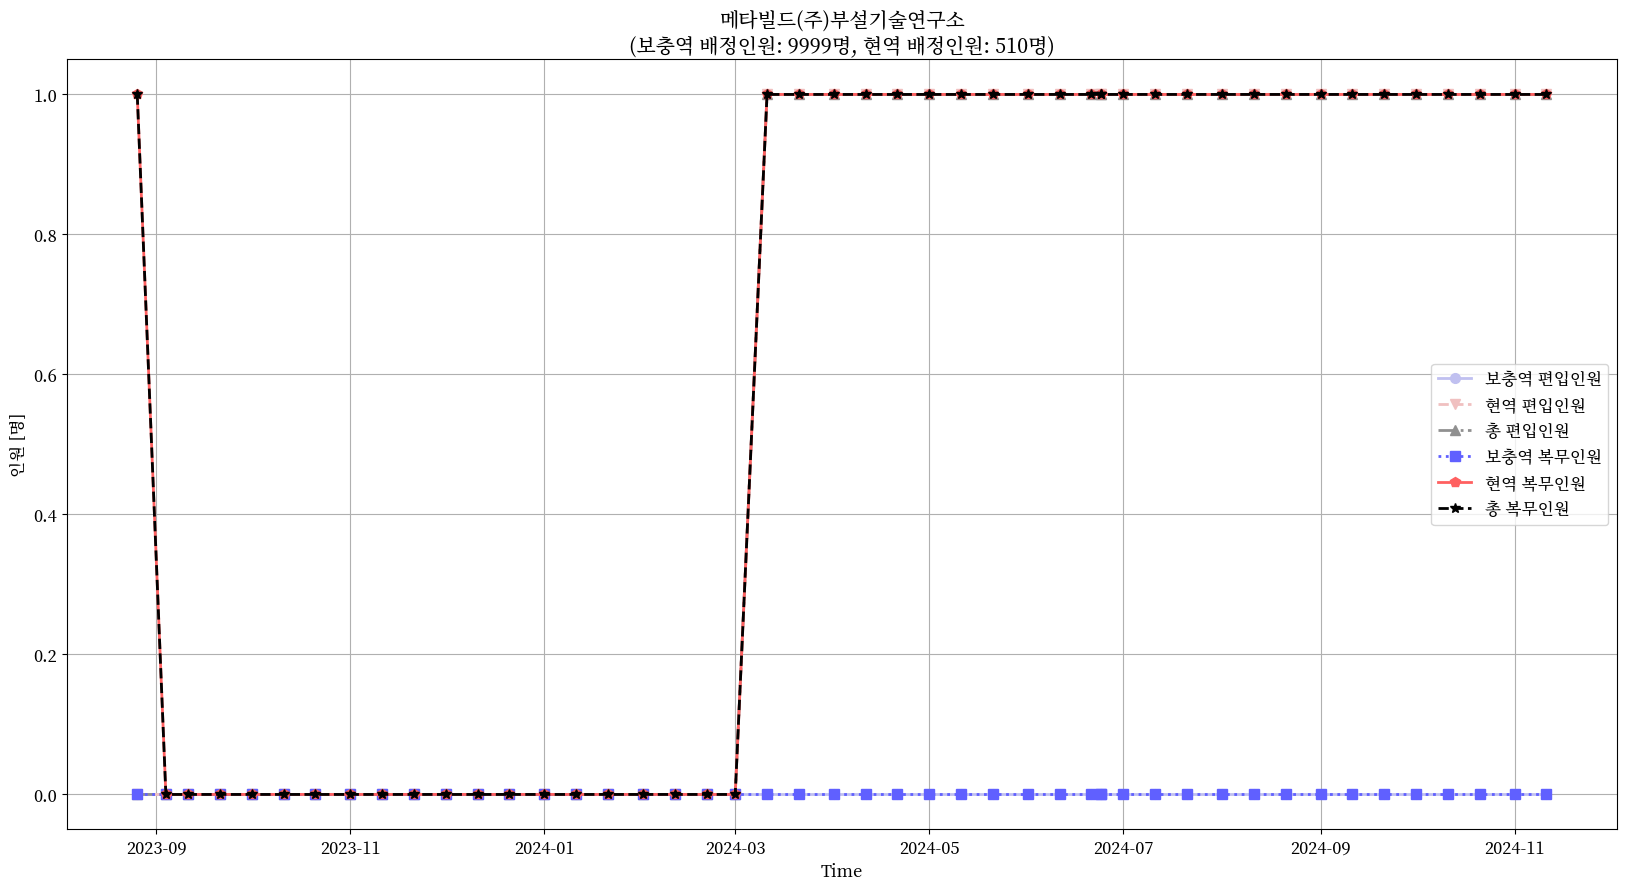 메타빌드(주)부설기술연구소
(보충역 배정인원: 9999명, 현역 배정인원: 510명)
1.0
0.8
0.6
0.4
0.2
0.0
인원 [명]
보충역 편입인원
현역 편입인원
총 편입인원
보충역 복무인원
현역 복무인원
총 복무인원
2023-09
2023-11
2024-01
2024-03
2024-05
2024-07
2024-09
2024-11
Time